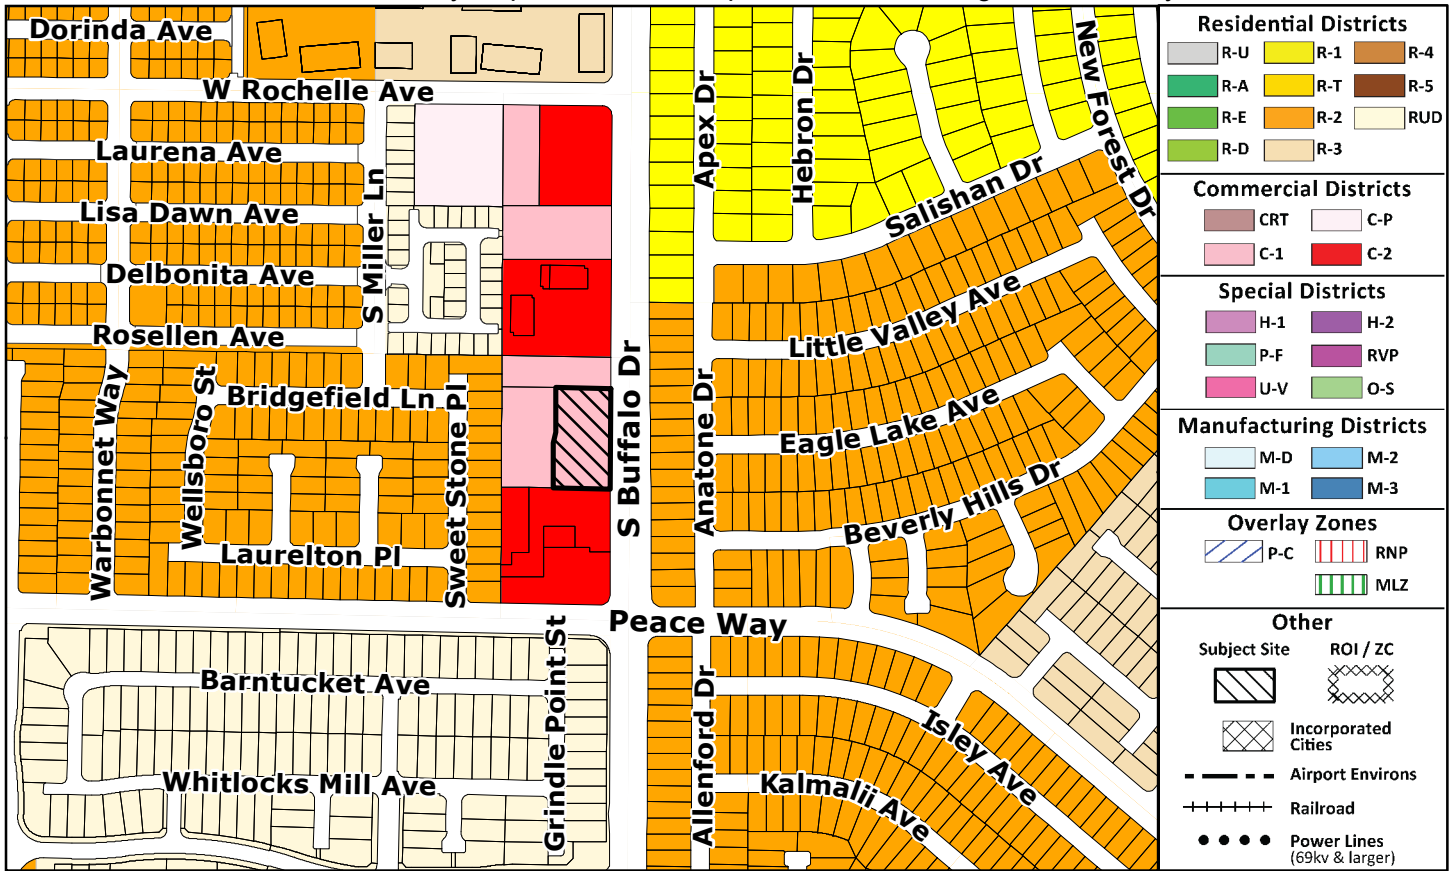 Dorinda Ave
W Rochelle Ave
Laurena Ave
Lisa Dawn Ave
Delbonita Ave
Rosellen Ave
S Miller Ln
Bridgefield Ln
Warbonnet Way
Wellsboro St
Sweet Stone Pl
Laurelton Pl
S Buffalo Dr
Apex Dr
Hebron Dr
New Forest Dr
Salishan Dr
Little Valley Ave
Eagle Lake Ave
Anatone Dr
Beverly Hills Dr
Peace Way
Barntucket Ave
Whitlocks Mill Ave
Grindle Point St
Allenford Dr
Isley Ave
Kalmalii Ave
Residential Districts
R-U R-1 R-4
R-A R-T R-5
R-E R-2 RUD
R-D R-3
Commercial Districts
CRT C-P
C-1 C-2
Special Districts
H-1 H-2
P-F RVP
U-V O-S
Manufacturing Districts
M-D M-2
M-1 M-3
Overlay Zones
P-C RNP
MLZ
Other
Subject Site ROI / ZC
Incorporated
Cities
Airport Environs
Railroad
Power Lines
(69kv & larger)